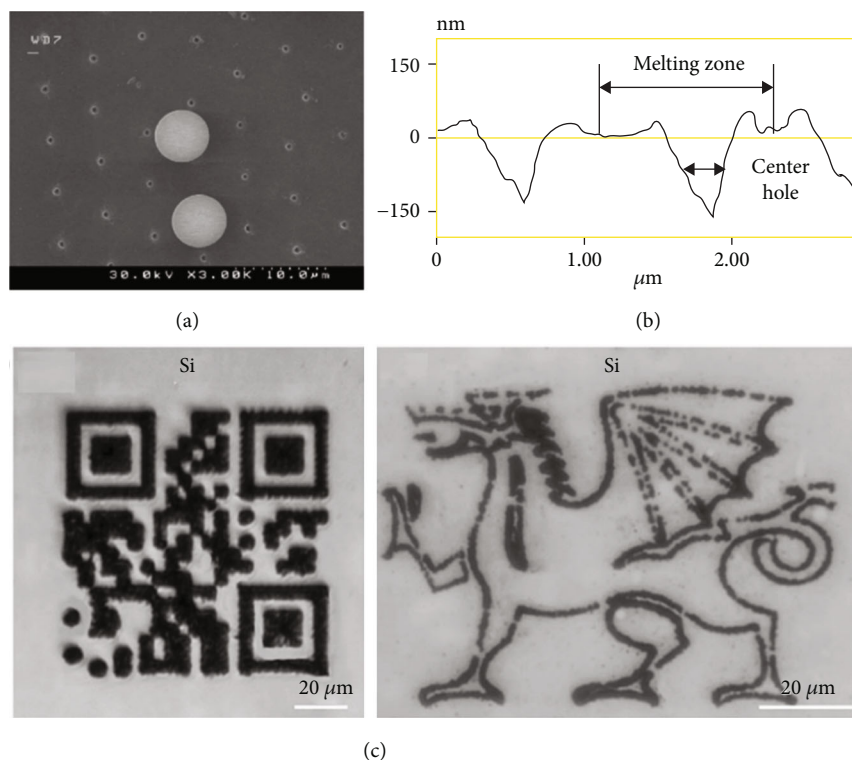 WD7
30.0kV X3.00K 10.0μm
(a)
nm
150
0
−150
Melting zone
Center
hole
0
1.00
2.00
μm
(b)
Si
20 μm
Si
20 μm
(c)